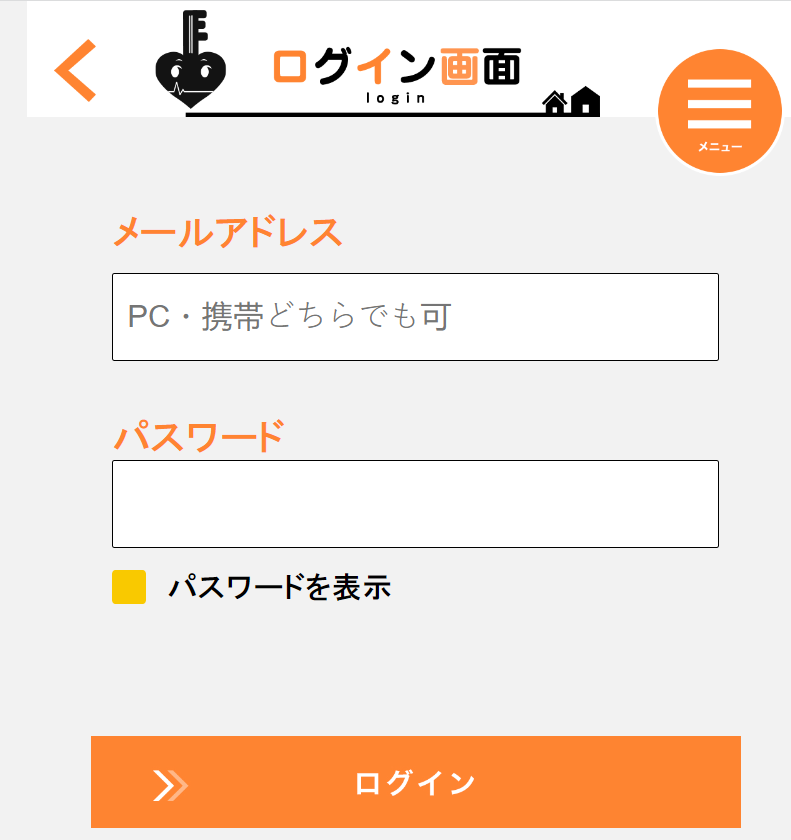 ログイン画面
login
メニュー
メールアドレス
PC・携帯どちらでも可
パスワード
パスワードを表示
ログイン